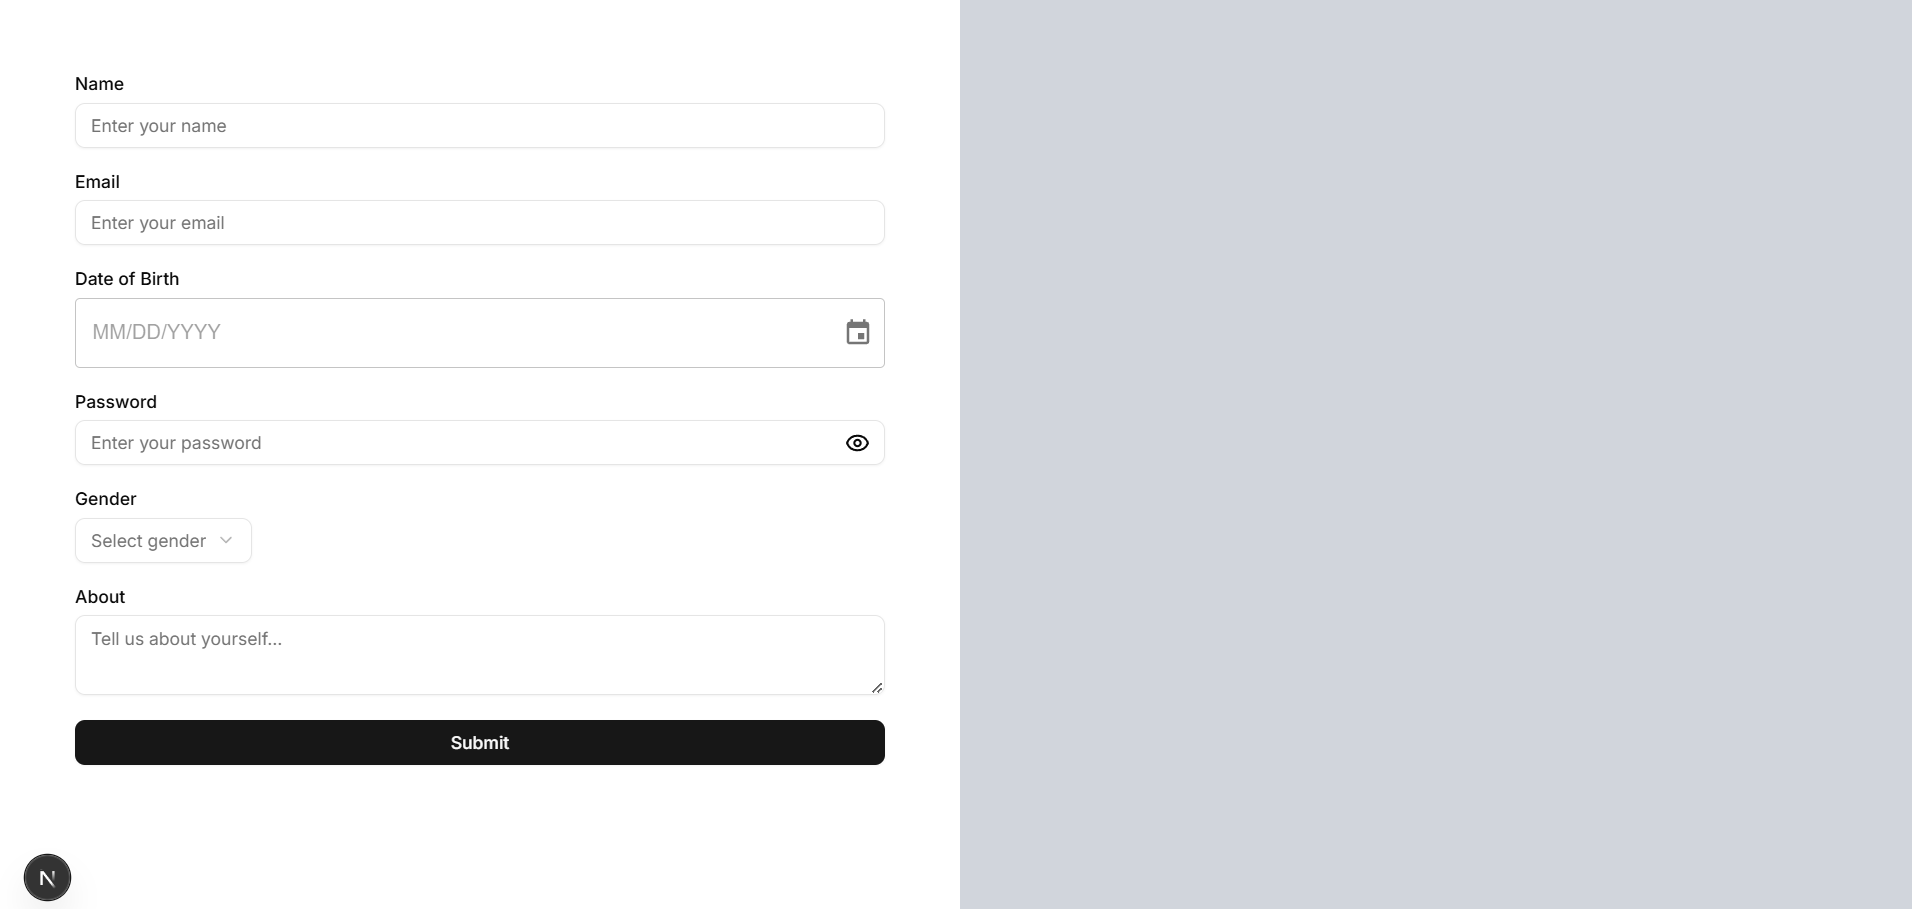 Name
Enter your name
Email
Enter your email
Date of Birth
MM/DD/YYYY
Password
Enter your password
Gender
Select gender
About
Tell us about yourself...
Submit
N